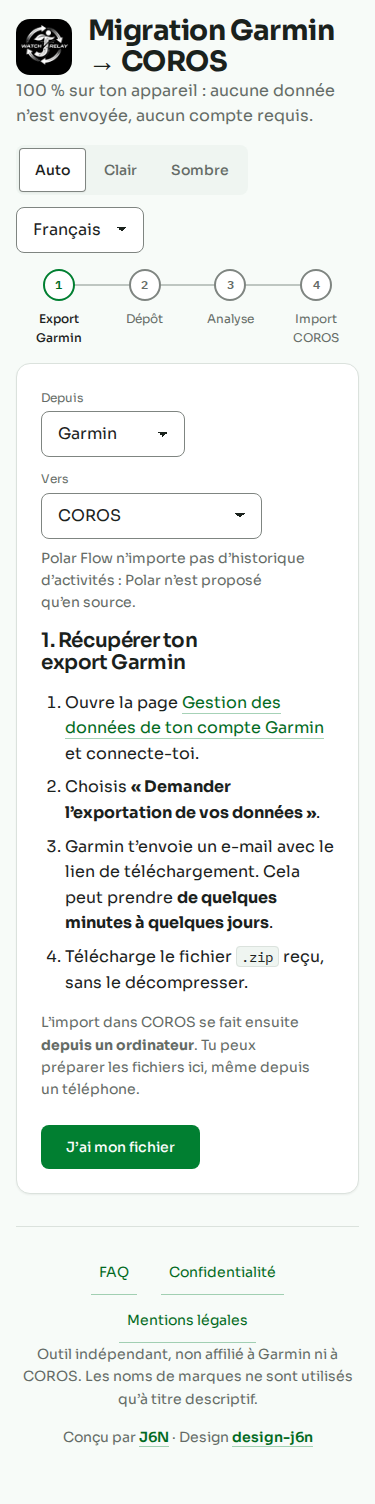 WATCH RELAY
Migration Garmin
→ COROS
100 % sur ton appareil : aucune donnée
n’est envoyée, aucun compte requis.
Auto
Clair
Sombre
Français
1
2
3
4
Export
Garmin
Dépôt
Analyse
Import
COROS
Depuis
Garmin
Vers
COROS
Polar Flow n’importe pas d’historique
d’activités : Polar n’est proposé
qu’en source.
1. Récupérer ton
export Garmin
1. Ouvre la page Gestion des
données de ton compte Garmin
et connecte-toi.
2. Choisis « Demander
l’exportation de vos données ».
3. Garmin t’envoie un e-mail avec le
lien de téléchargement. Cela
peut prendre de quelques
minutes à quelques jours.
4. Télécharge le fichier .zip reçu,
sans le décompresser.
L’import dans COROS se fait ensuite
depuis un ordinateur. Tu peux
préparer les fichiers ici, même depuis
un téléphone.
J’ai mon fichier
FAQ
Confidentialité
Mentions légales
Outil indépendant, non affilié à Garmin ni à
COROS. Les noms de marques ne sont utilisés
qu’à titre descriptif.
Conçu par J6N · Design design-j6n